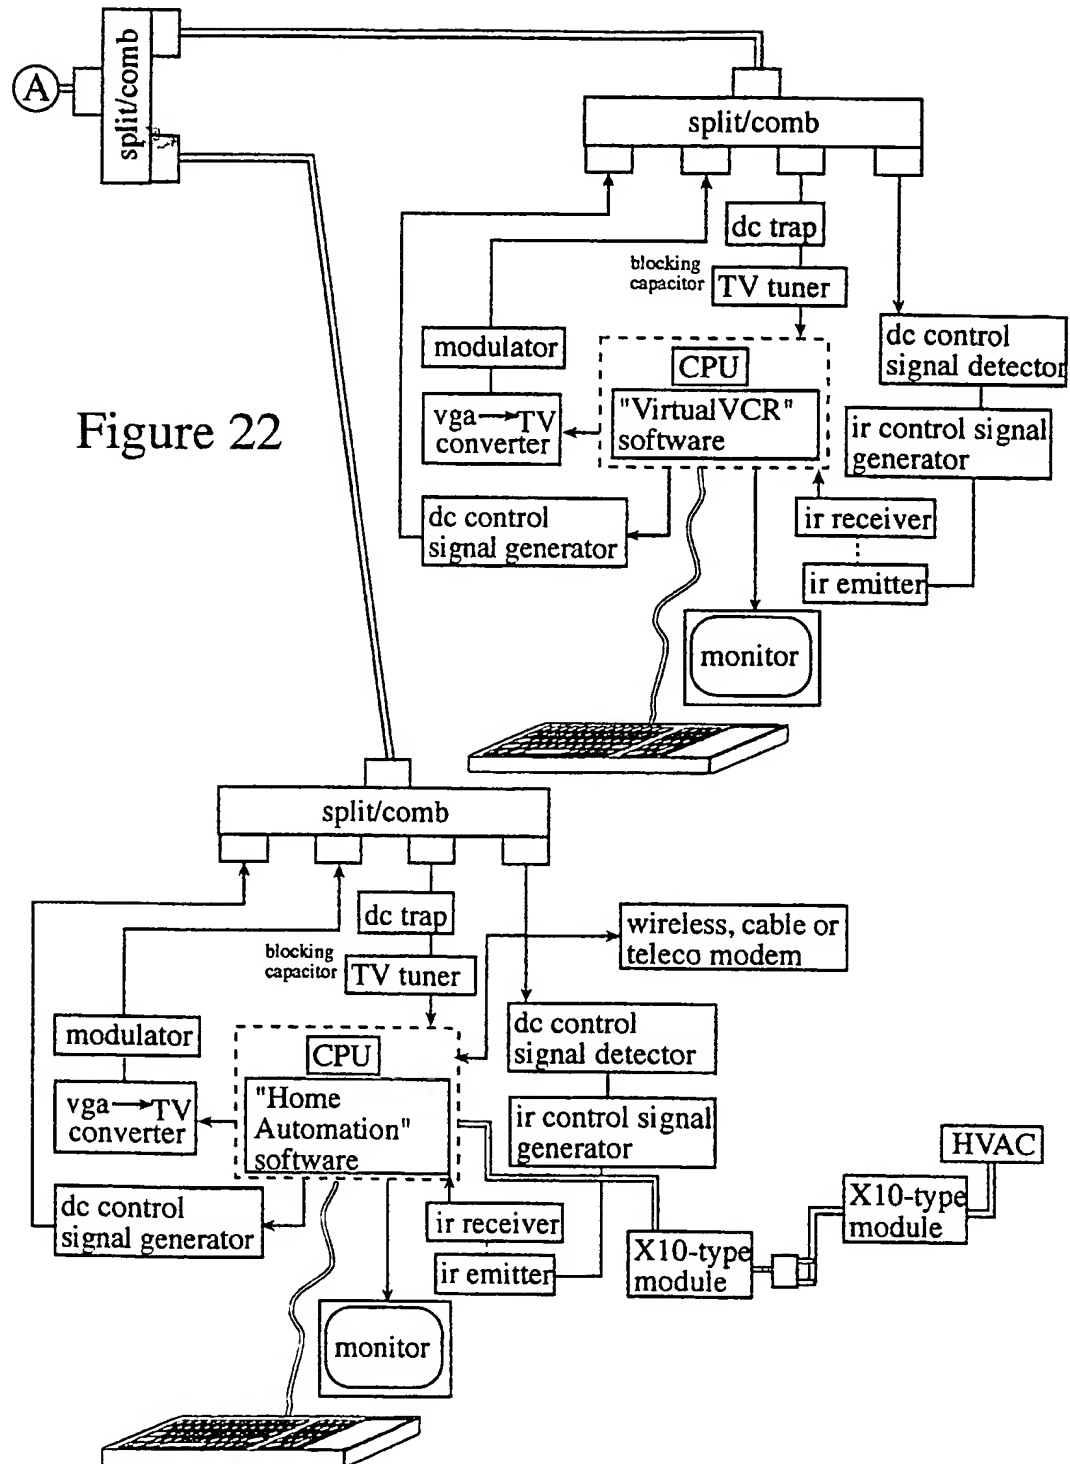 A
split/comb
split/comb
dc trap
blocking
capacitor
TV tuner
modulator
CPU
dc control
signal detector
Figure 22
vga → TV
converter
"VirtualVCR"
software
ir control signal
generator
dc control
signal generator
ir receiver
ir emitter
monitor
split/comb
dc trap
wireless, cable or
teleco modem
blocking
capacitor
TV tuner
modulator
CPU
dc control
signal detector
vga → TV
converter
"Home
Automation"
software
ir control signal
generator
HVAC
dc control
signal generator
ir receiver
ir emitter
X10-type
module
X10-type
module
monitor